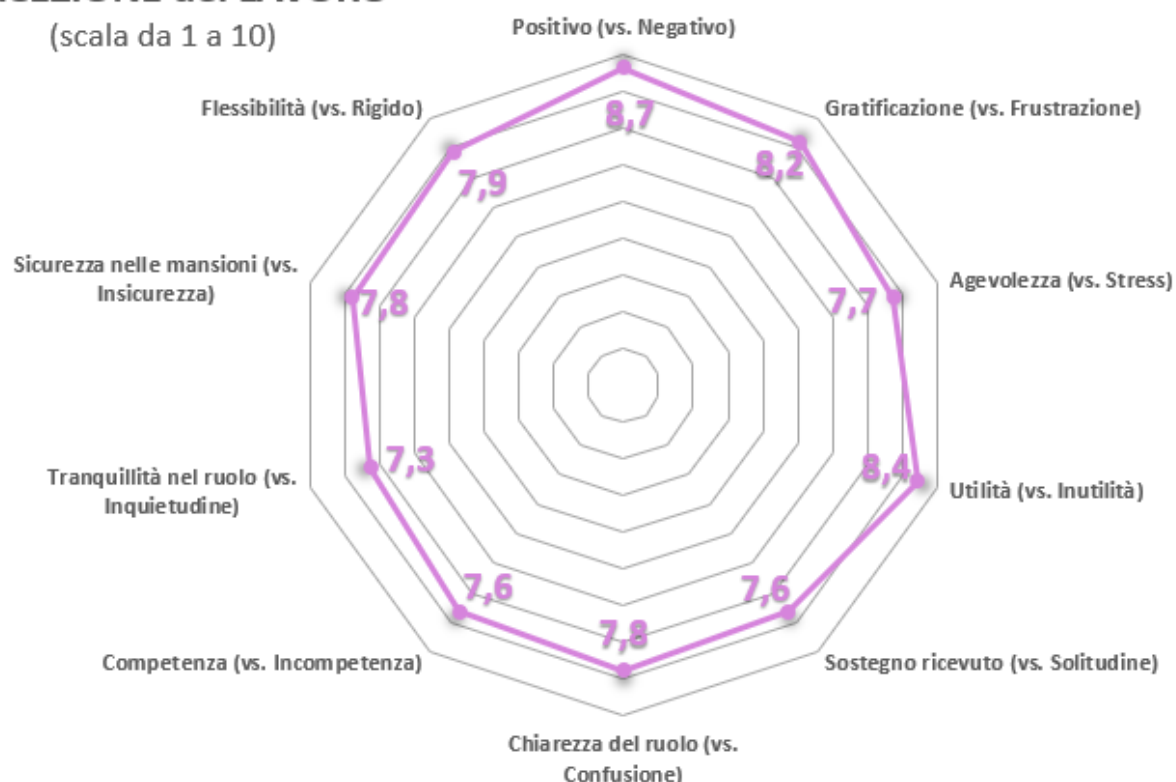 (scala da 1 a 10)
Positivo (vs. Negativo)
Flessibilità (vs. Rigido)
Gratificazione (vs. Frustrazione)
8,7
8,2
7,9
Sicurezza nelle mansioni (vs.
Insicurezza)
Agevolezza (vs. Stress)
7,8
7,7
Tranquillità nel ruolo (vs.
Inquietudine)
7,3
8,4
Utilità (vs. Inutilità)
7,6
7,6
7,8
Competenza (vs. Incompetenza)
Sostegno ricevuto (vs. Solitudine)
Chiarezza del ruolo (vs.
Confusione)